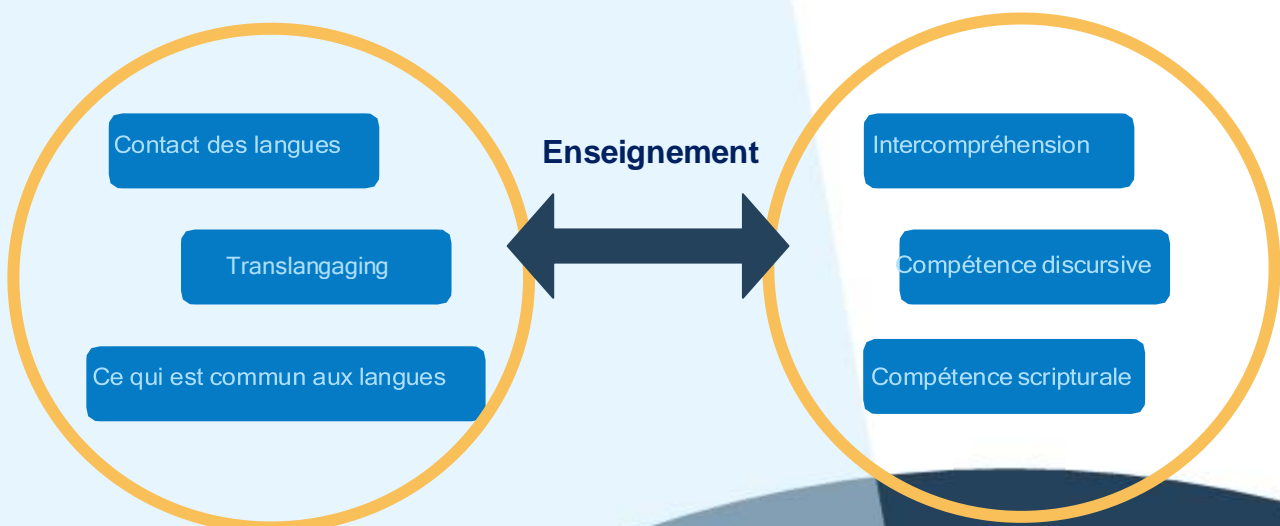 Contact des langues
Translangaging
Ce qui est commun aux langues
Enseignement
Intercompréhension
Compétence discursive
Compétence scripturale